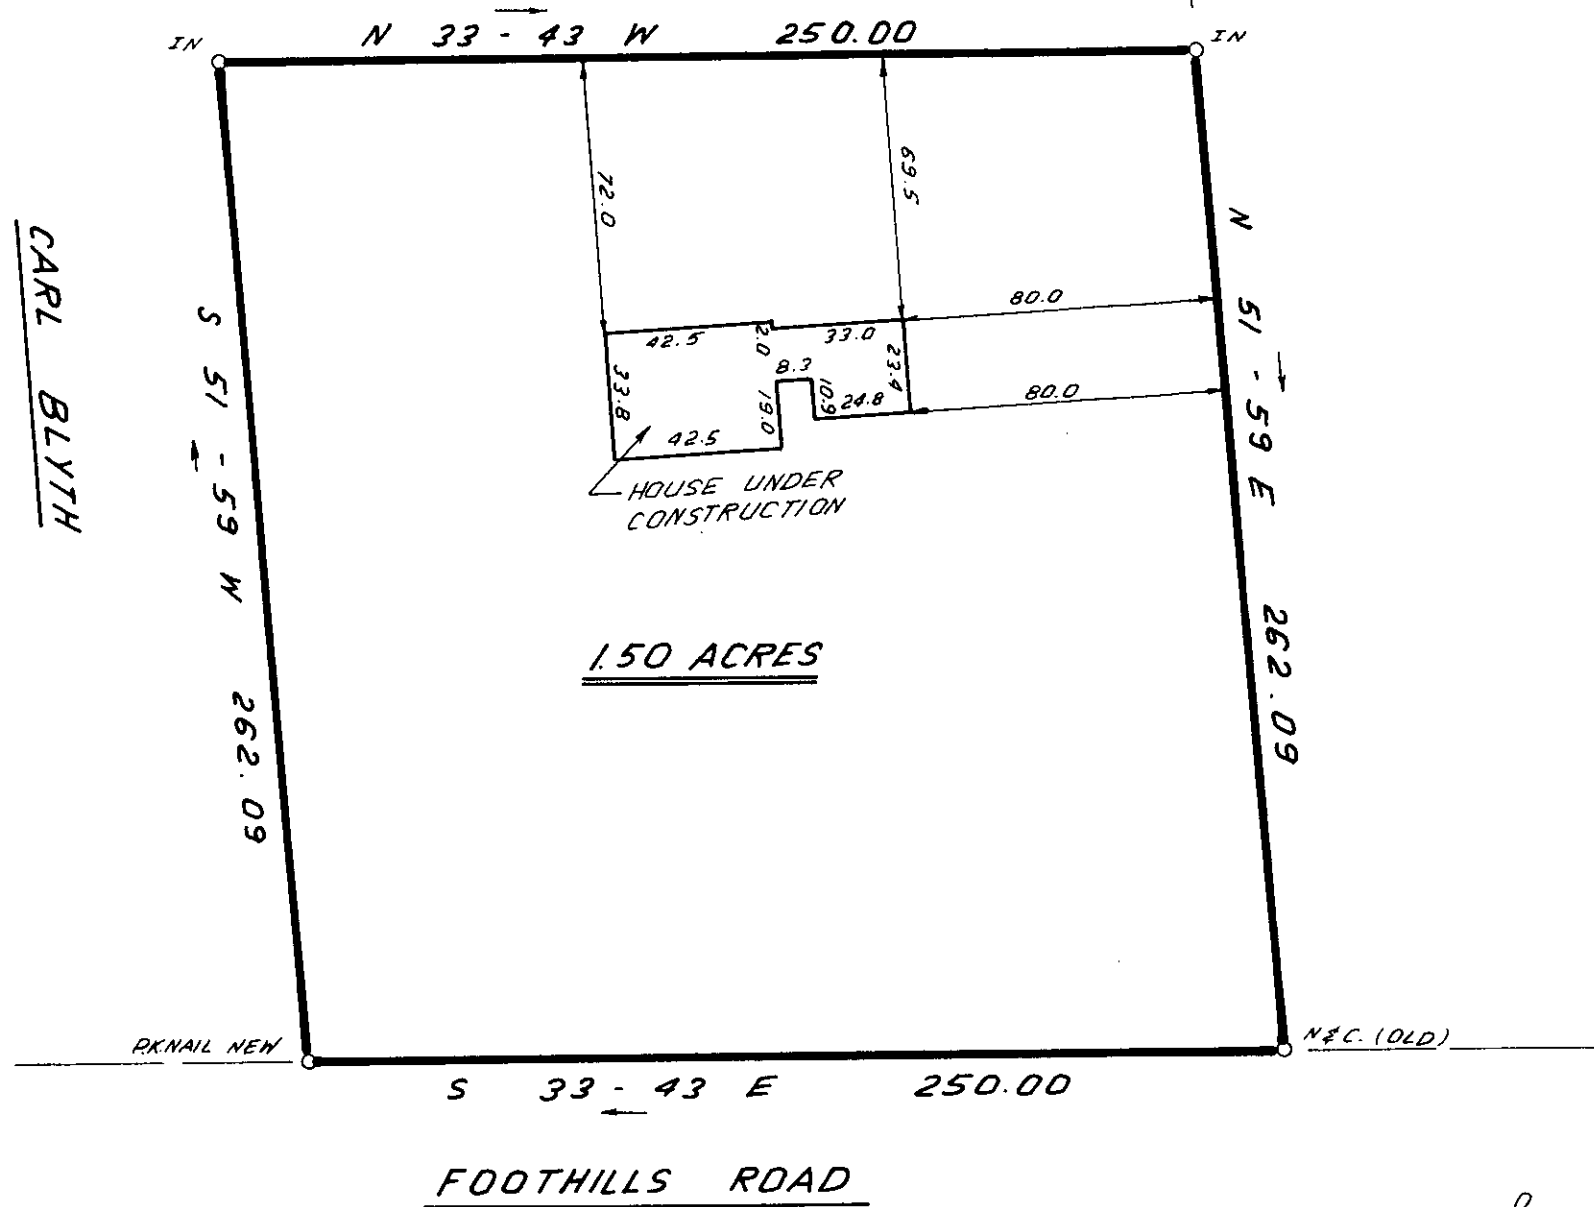 IN
N 33 - 43 W 250.00
IN
72.0
69.5
N 51 - 59 E 262.09
80.0
42.5
2.0
33.0
23.4
8.3
33.8
19.0
10.9
24.8
80.0
42.5
HOUSE UNDER
CONSTRUCTION
CARL BLYTH
S 51 - 59 W 262.09
1.50 ACRES
P.K.NAIL NEW
N&C. (OLD)
S 33 - 43 E 250.00
FOOTHILLS ROAD